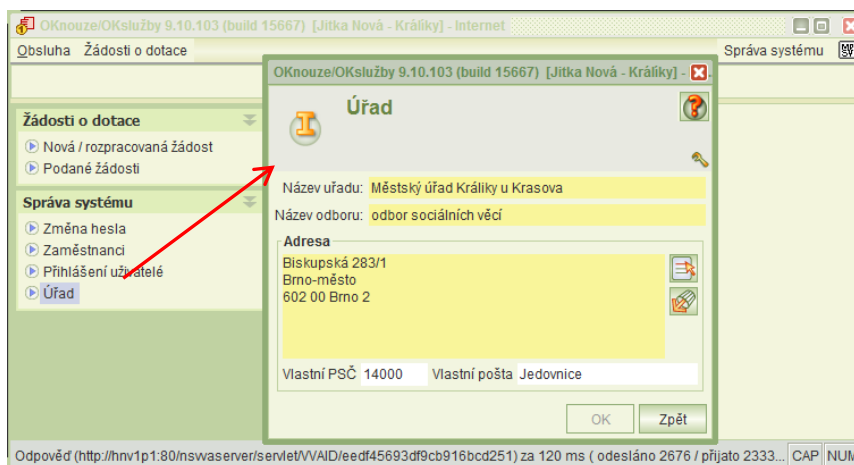 OKnouze/OKslužby 9.10.103 (build 15667) [Jitka Nová - Králíky] - Internet
Obsluha Žádosti o dotace Správa systému
OKnouze/OKslužby 9.10.103 (build 15667) [Jitka Nová - Králíky] -
Úřad
Žádosti o dotace
Nová / rozpracovaná žádost
Podané žádosti
Správa systému
Změna hesla
Zaměstnanci
Přihlášení uživatelé
Úřad
Název uřadu: Městský úřad Králiky u Krasova
Název odboru: odbor sociálních věcí
Adresa
Biskupská 283/1
Brno-město
602 00 Brno 2
Vlastní PSČ 14000 Vlastní pošta Jedovnice
OK Zpět
Odpověď (http://hnv1p1:80/nsvvaserver/servlet/VVAID/eedf45693df9cb916bcd251) za 120 ms ( odesláno 2676 / přijato 2333... CAP NUM